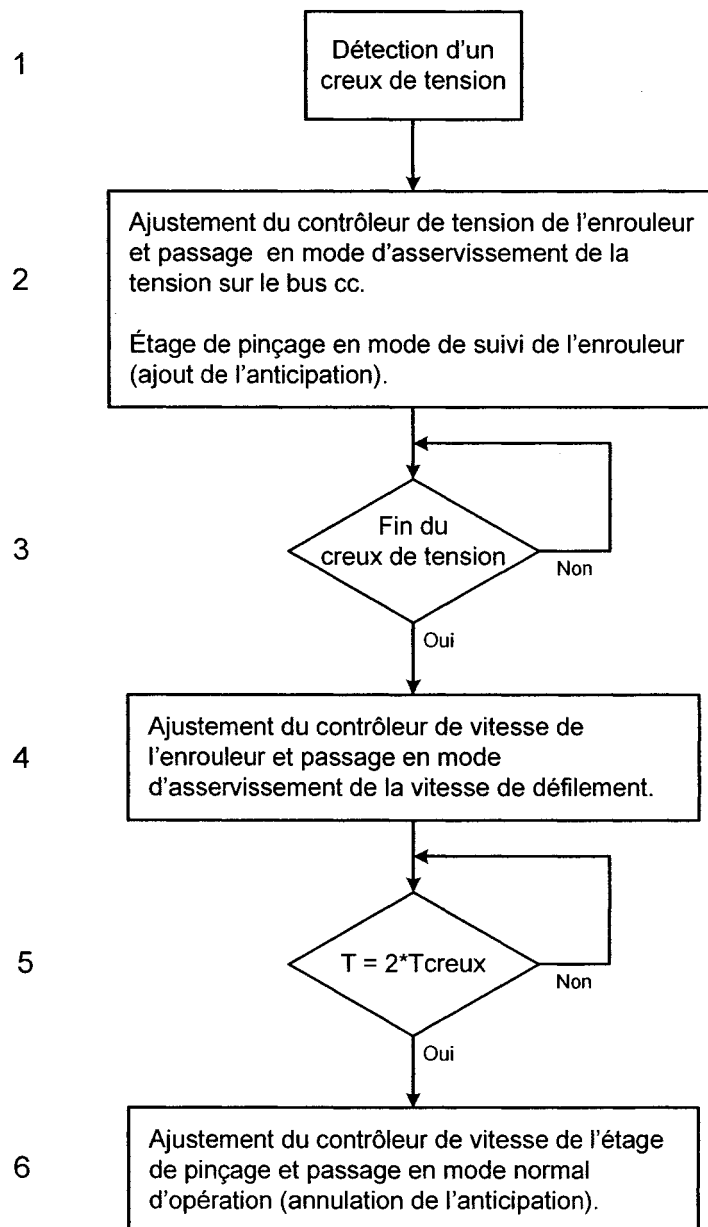 1
Détection d'un
creux de tension
2
Ajustement du contrôleur de tension de l'enrouleur
et passage en mode d'asservissement de la
tension sur le bus cc.
Étage de pinçage en mode de suivi de l'enrouleur
(ajout de l'anticipation).
3
Fin du
creux de tension
Non
Oui
4
Ajustement du contrôleur de vitesse de
l'enrouleur et passage en mode
d'asservissement de la vitesse de défilement.
5
T = 2*Tcreux
Non
Oui
6
Ajustement du contrôleur de vitesse de l'étage
de pinçage et passage en mode normal
d'opération (annulation de l'anticipation).